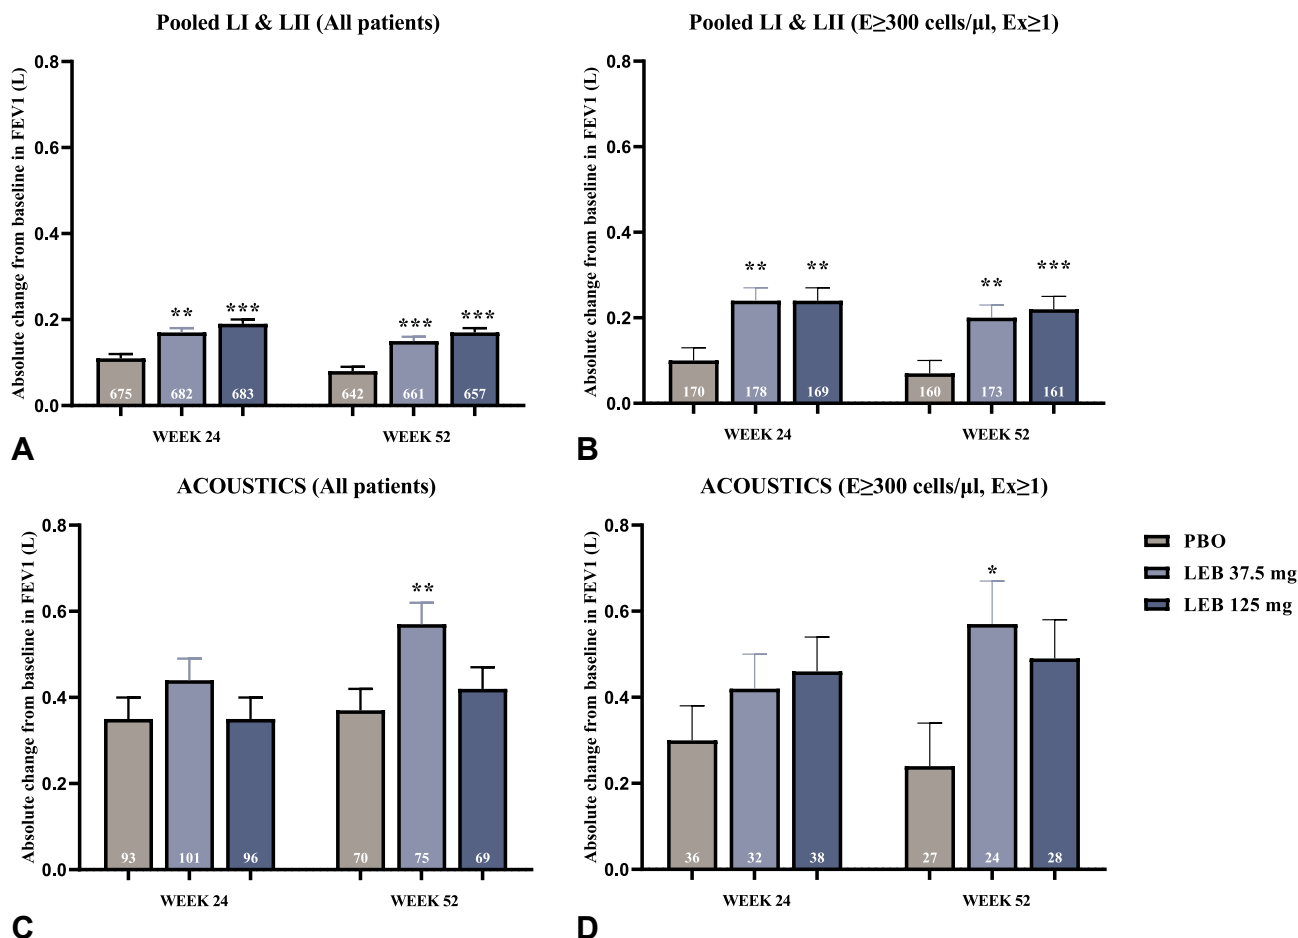 Pooled LI & LII (All patients)
Absolute change from baseline in FEV1 (L)
0.8
0.6
0.4
0.2
0.0
** *** *** ***
675 682 683 642 661 657
WEEK 24 WEEK 52
A
Pooled LI & LII (E≥300 cells/µl, Ex≥1)
Absolute change from baseline in FEV1 (L)
0.8
0.6
0.4
0.2
0.0
** ** ** ***
170 178 169 160 173 161
WEEK 24 WEEK 52
B
ACOUSTICS (All patients)
Absolute change from baseline in FEV1 (L)
0.8
0.6
0.4
0.2
0.0
**
93 101 96 70 75 69
WEEK 24 WEEK 52
C
ACOUSTICS (E≥300 cells/µl, Ex≥1)
Absolute change from baseline in FEV1 (L)
0.8
0.6
0.4
0.2
0.0
*
36 32 38 27 24 28
WEEK 24 WEEK 52
D
PBO
LEB 37.5 mg
LEB 125 mg